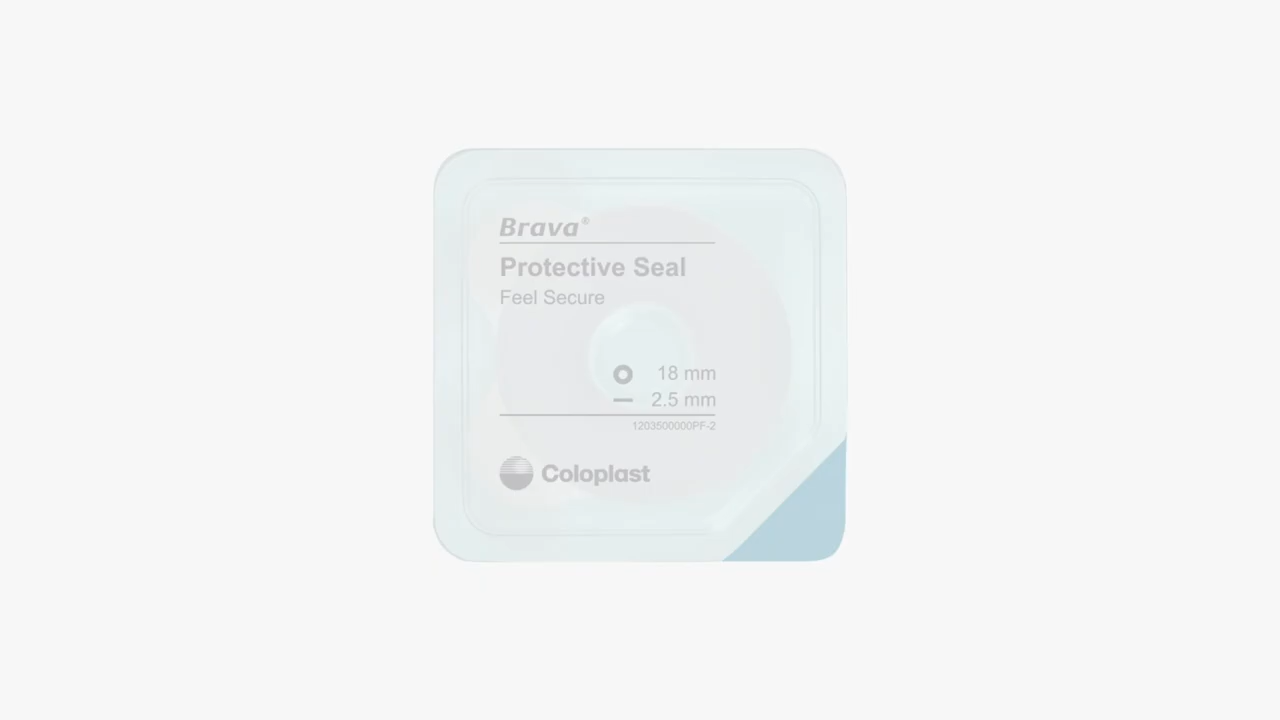 Brava®
Protective Seal
Feel Secure
18 mm
2.5 mm
1203500000PF-2
Coloplast